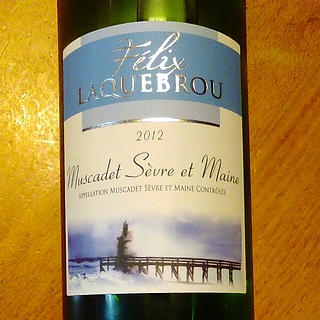 Félix
LAQUEBROU
2012
Muscadet Sèvre et Maine
APPELLATION MUSCADET SÈVRE ET MAINE CONTRÔLÉE